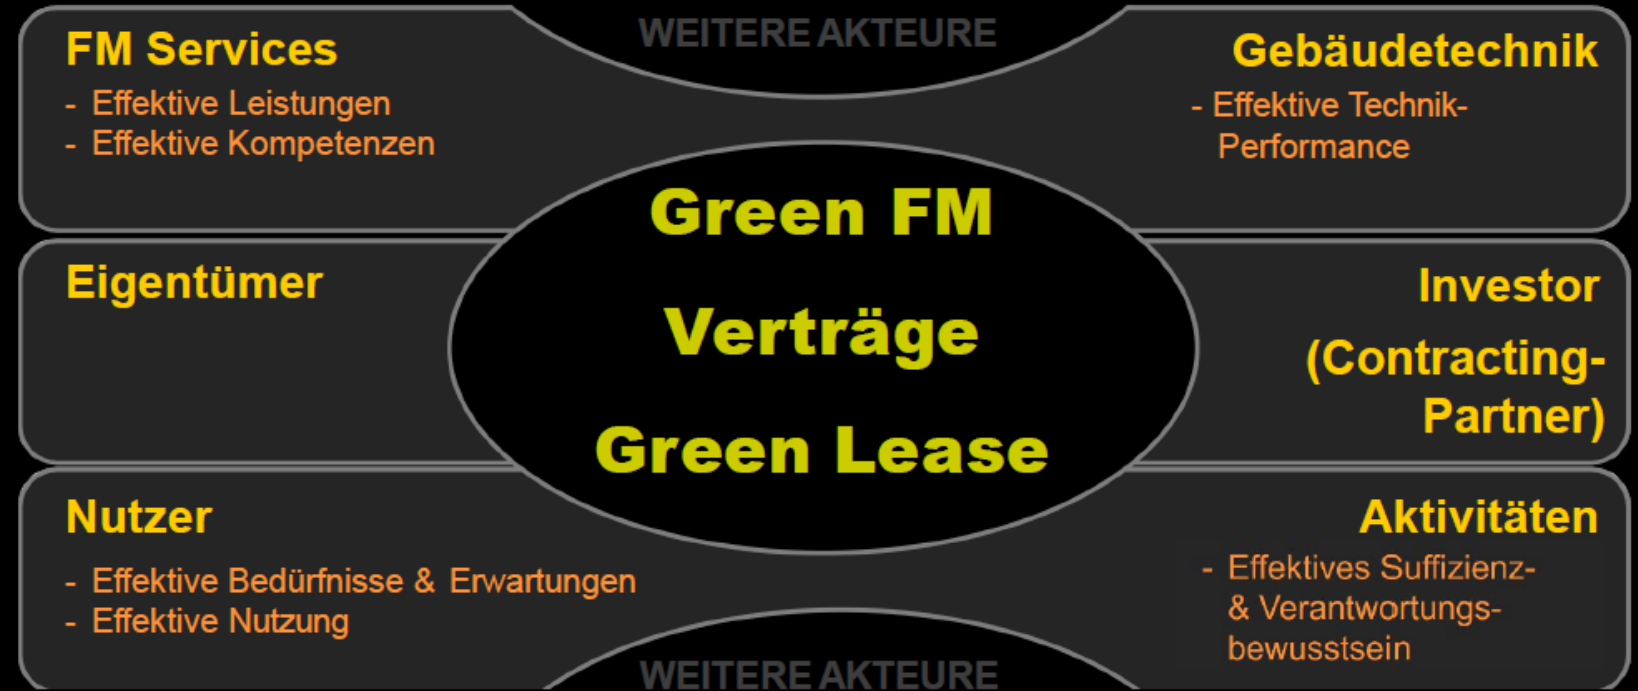 WEITERE AKTEURE
FM Services
- Effektive Leistungen
- Effektive Kompetenzen
Gebäudetechnik
- Effektive Technik-
Performance
Green FM
Verträge
Green Lease
Eigentümer
Investor
(Contracting-
Partner)
Nutzer
- Effektive Bedürfnisse & Erwartungen
- Effektive Nutzung
Aktivitäten
- Effektives Suffizienz-
& Verantwortungs-
bewusstsein
WEITERE AKTEURE